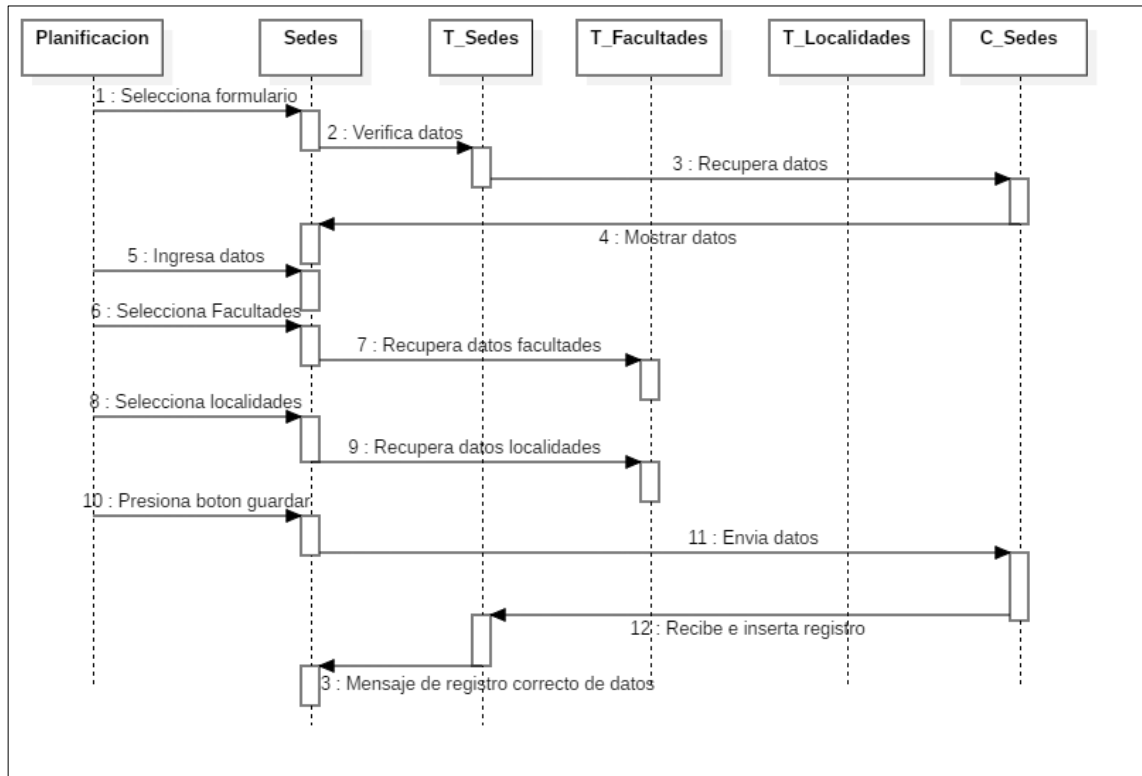 Planificacion
Sedes
T_Sedes
T_Facultades
T_Localidades
C_Sedes
1 : Selecciona formulario
2 : Verifica datos
3 : Recupera datos
4 : Mostrar datos
5 : Ingresa datos
6 : Selecciona Facultades
7 : Recupera datos facultades
8 : Selecciona localidades
9 : Recupera datos localidades
10 : Presiona boton guardar
11 : Envia datos
12 : Recibe e inserta registro
3 : Mensaje de registro correcto de datos